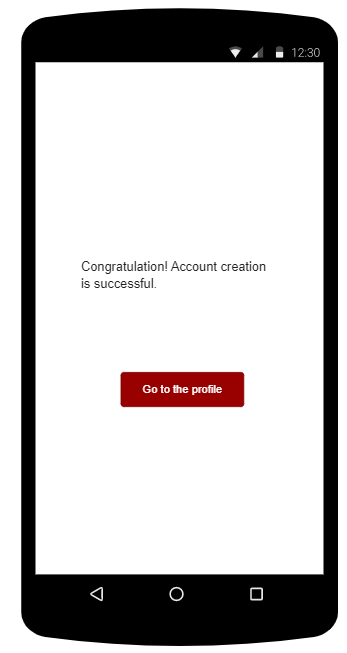 12:30
Congratulation! Account creation
is successful.
Go to the profile